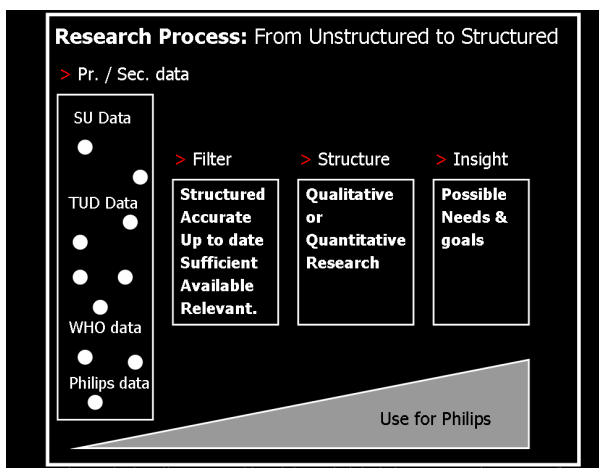 Research Process: From Unstructured to Structured
> Pr. / Sec. data
SU Data
TUD Data
WHO data
Philips data
> Filter
Structured
Accurate
Up to date
Sufficient
Available
Relevant.
> Structure
Qualitative
or
Quantitative
Research
> Insight
Possible
Needs &
goals
Use for Philips